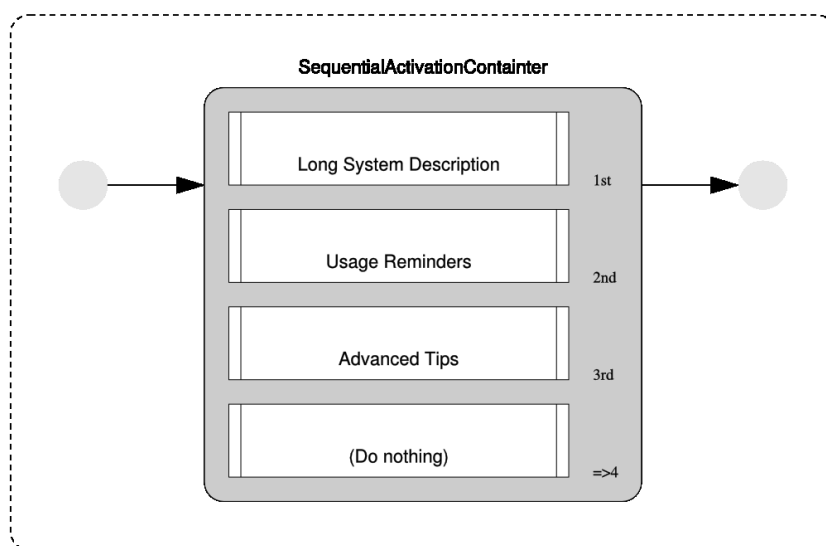 SequentialActivationContainter
Long System Description
1st
Usage Reminders
2nd
Advanced Tips
3rd
(Do nothing)
=>4